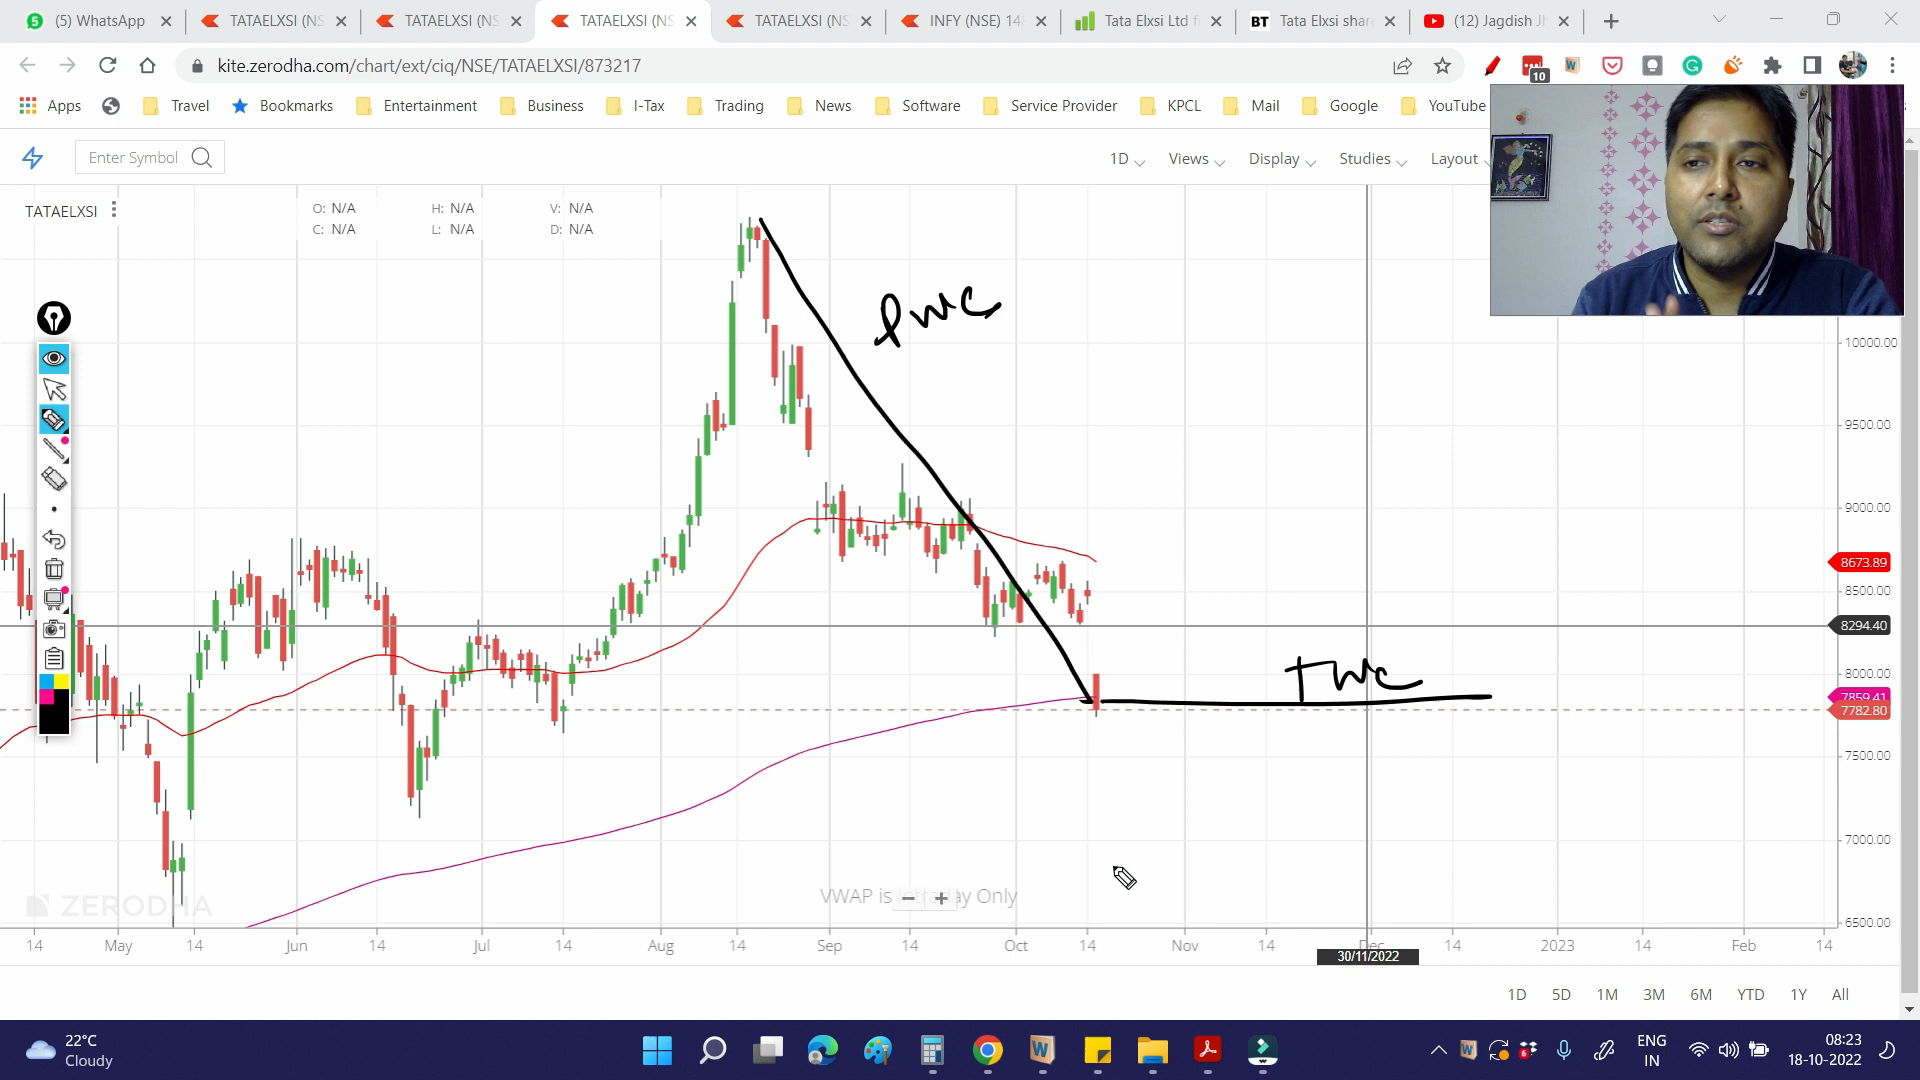 (5) WhatsApp
TATAELXSI (NS
TATAELXSI (NS
TATAELXSI (NS
TATAELXSI (NS
INFY (NSE) 14
Tata Elxsi Ltd f
BT
Tata Elxsi shar
(12) Jagdish J
kite.zerodha.com/chart/ext/ciq/NSE/TATAELXSI/873217
10
Apps
Travel
Bookmarks
Entertainment
Business
I-Tax
Trading
News
Software
Service Provider
KPCL
Mail
Google
YouTube
Enter Symbol
1D
Views
Display
Studies
Layout
TATAELXSI
O: N/A
H: N/A
V: N/A
C: N/A
L: N/A
D: N/A
PWC
TWC
10000.00
9500.00
9000.00
8673.89
8500.00
8294.40
8000.00
7859.41
7782.80
7500.00
7000.00
6500.00
ZERODHA
VWAP is Intraday Only
14
May
14
Jun
14
Jul
14
Aug
14
Sep
14
Oct
14
Nov
14
Dec
14
2023
14
Feb
14
30/11/2022
1D
5D
1M
3M
6M
YTD
1Y
All
22°C
Cloudy
ENG
IN
08:23
18-10-2022